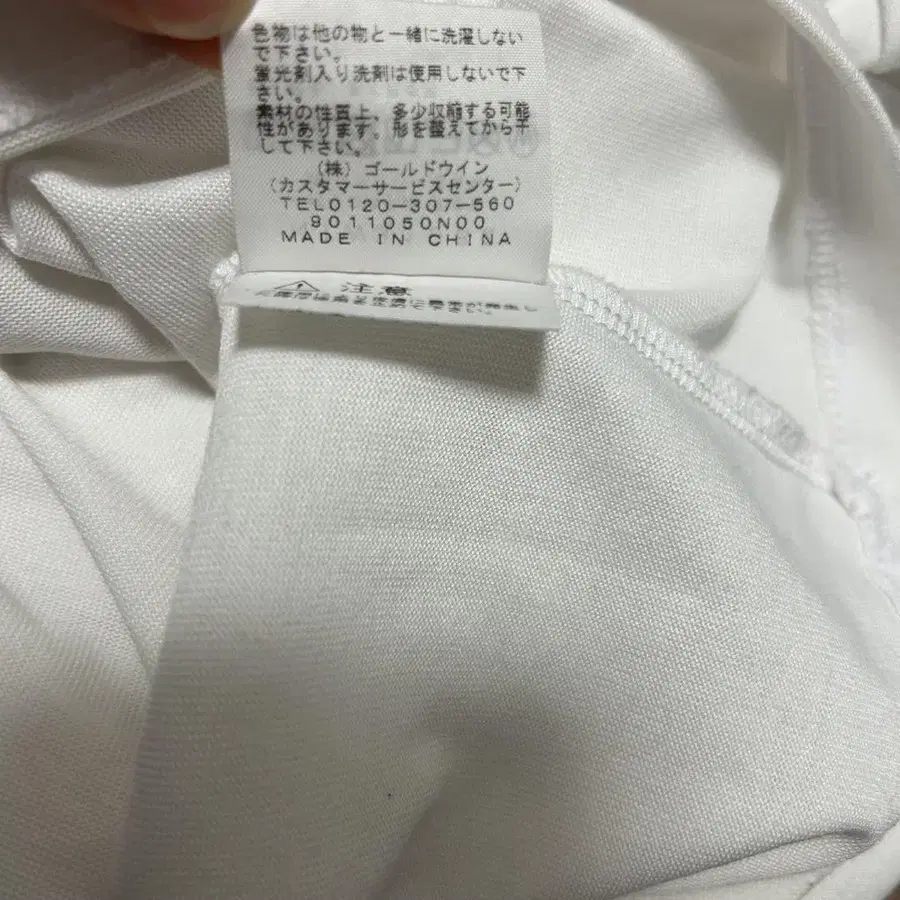 色物は他の物と一緒に洗濯しない
で下さい。
蛍光剤入り洗剤は使用しないで下
さい。
素材の性質上、多少収縮する可能
性があります。形を整えてから干
して下さい。
(株) ゴールドウイン
(カスタマーサービスセンター)
TEL0120-307-560
9011050N00
MADE IN CHINA
注意